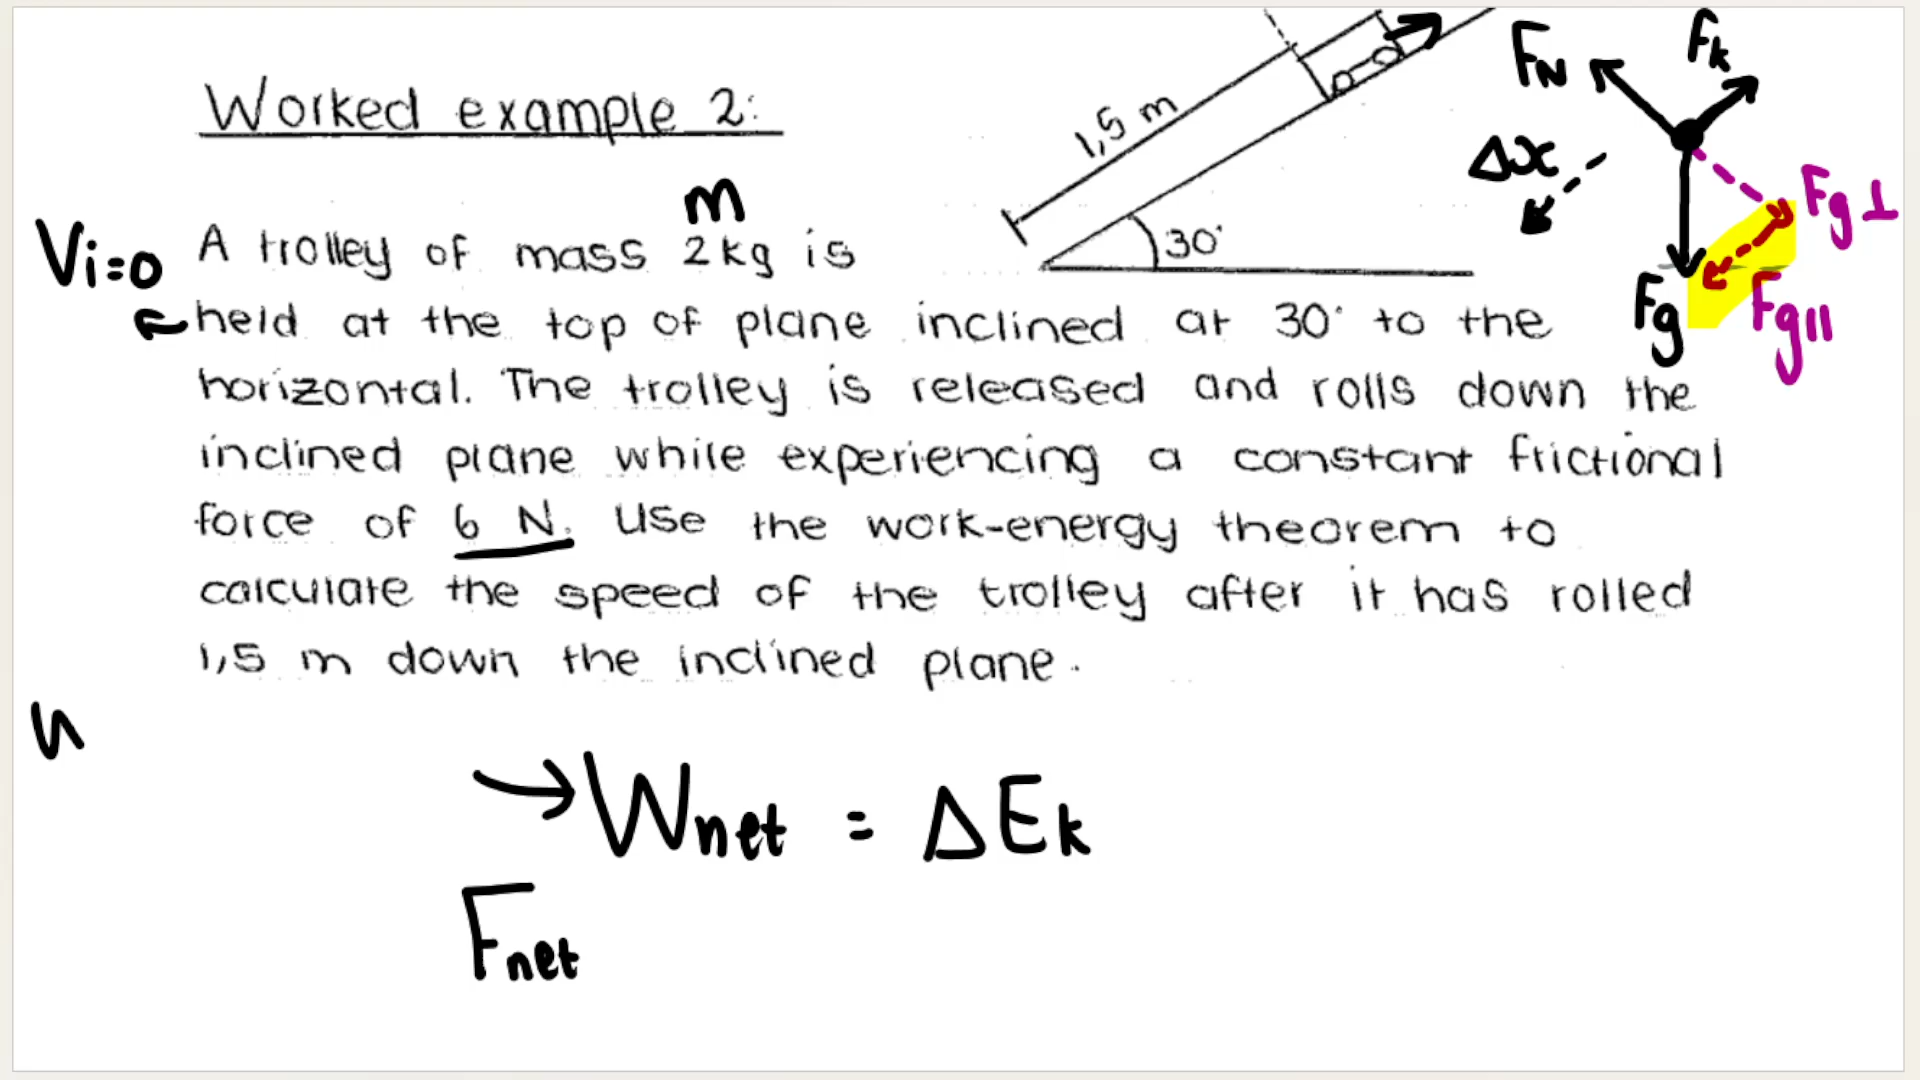 Worked example 2:
1,5 m
30°
FN
Fk
Δx
Fg⊥
Fg
Fg||
m
Vi=0
A trolley of mass 2kg is
held at the top of plane inclined at 30° to the
horizontal. The trolley is released and rolls down the
inclined plane while experiencing a constant frictional
force of 6 N. Use the work-energy theorem to
calculate the speed of the trolley after it has rolled
1,5 m down the inclined plane.
Wnet = ΔEk
Fnet